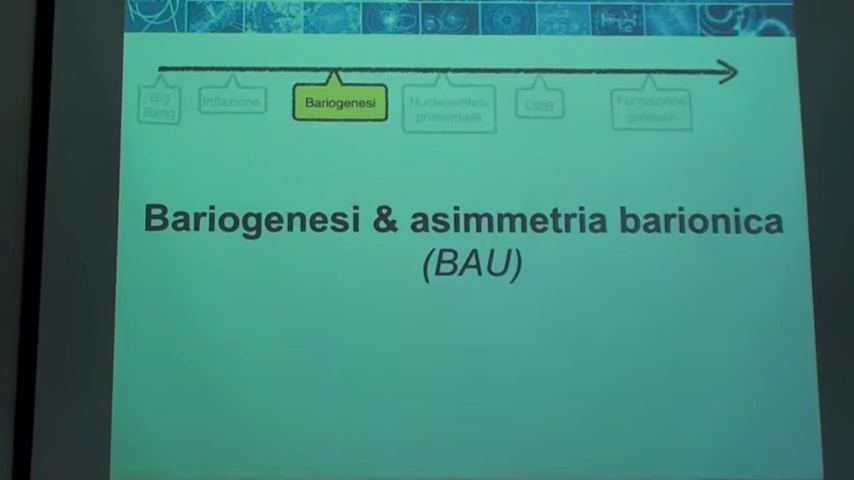 Big
Bang
Inflazione
Bariogenesi
Nucleosintesi
primordiale
CMB
Formazione
galassie
Bariogenesi & asimmetria barionica
(BAU)